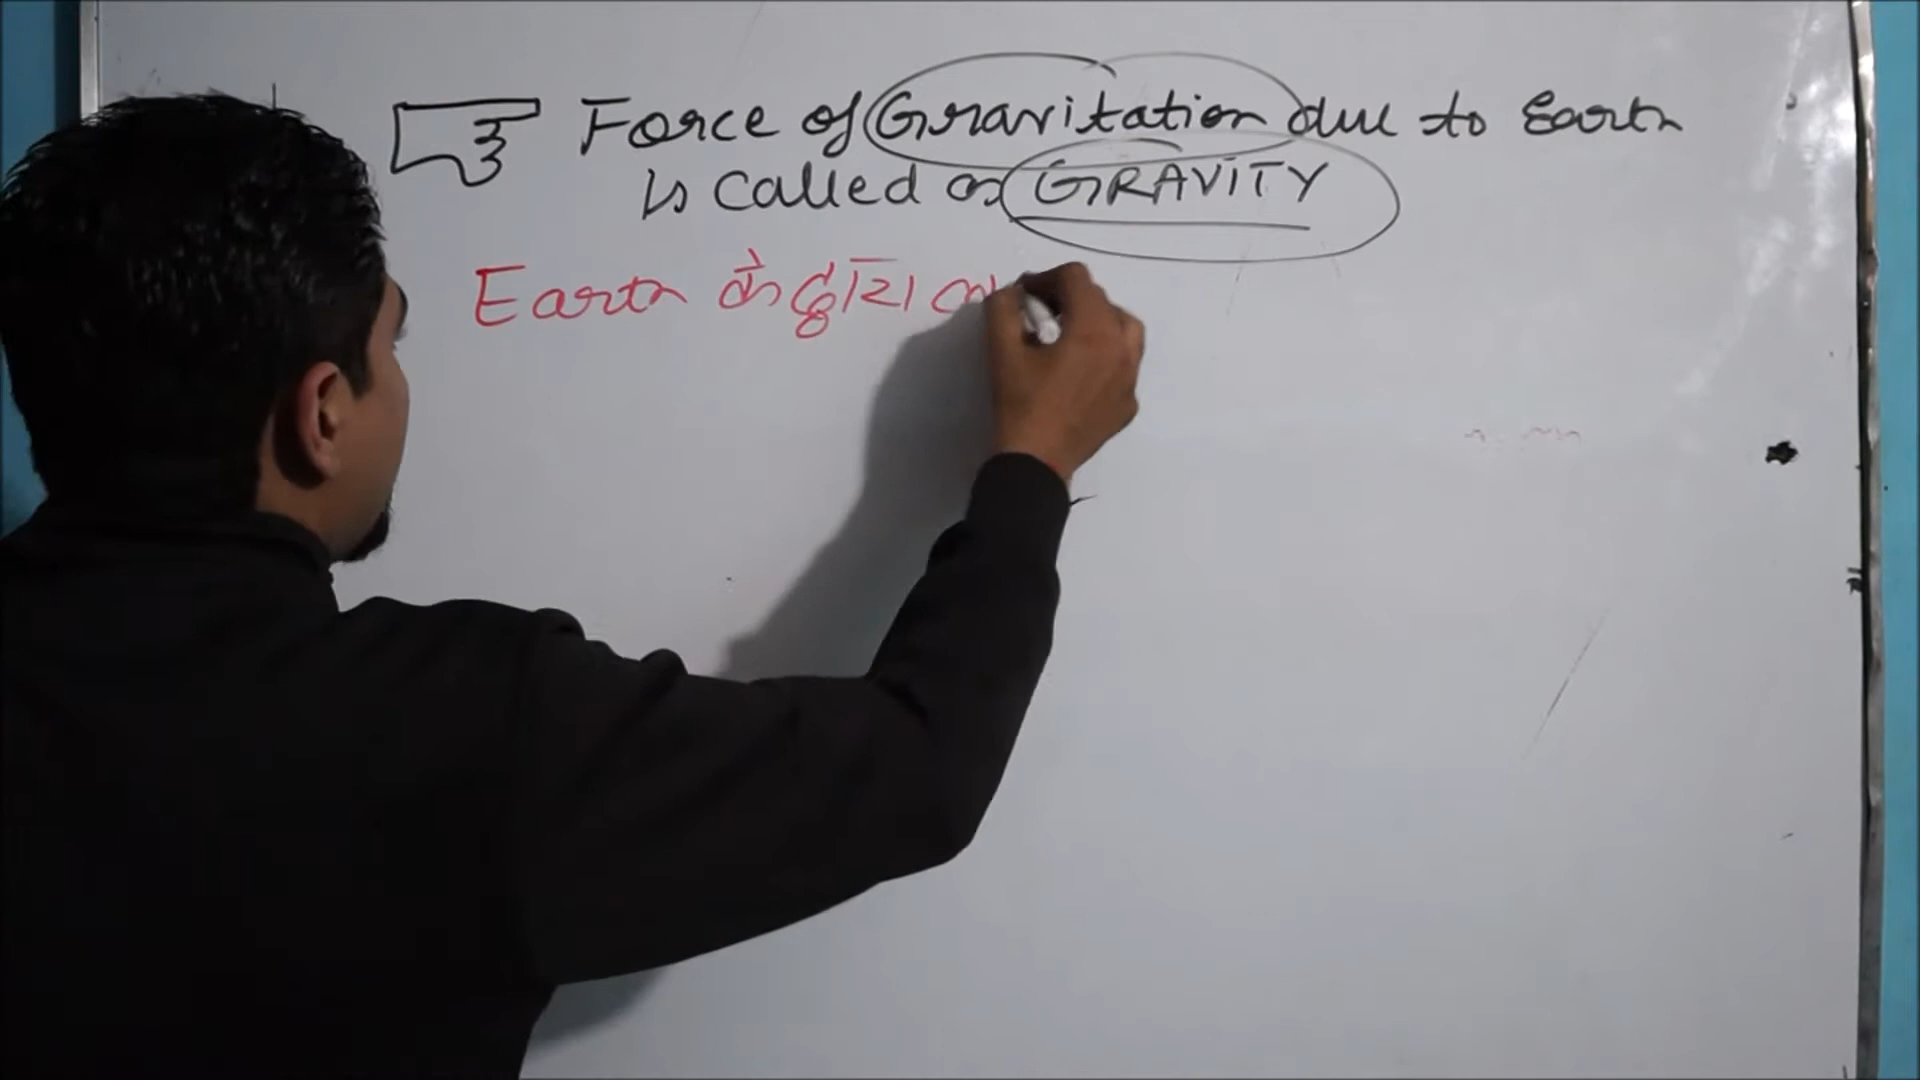 Force of Gravitation due to Earth
is called as GRAVITY
Earth के द्वारा